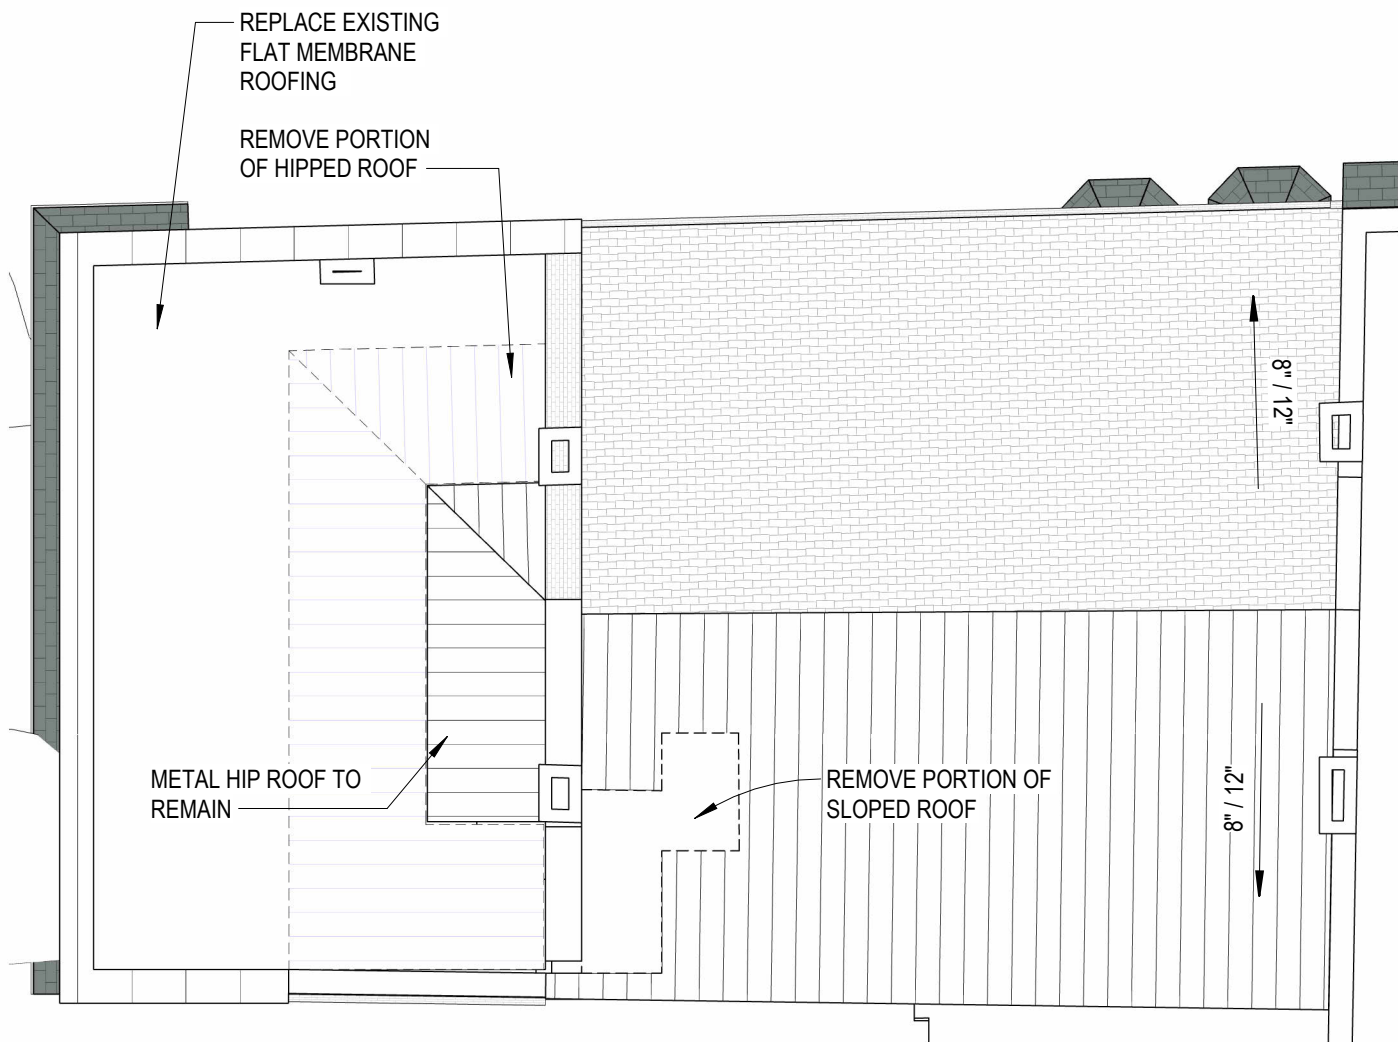 REPLACE EXISTING
FLAT MEMBRANE
ROOFING
REMOVE PORTION
OF HIPPED ROOF
8" / 12"
METAL HIP ROOF TO
REMAIN
REMOVE PORTION OF
SLOPED ROOF
8" / 12"